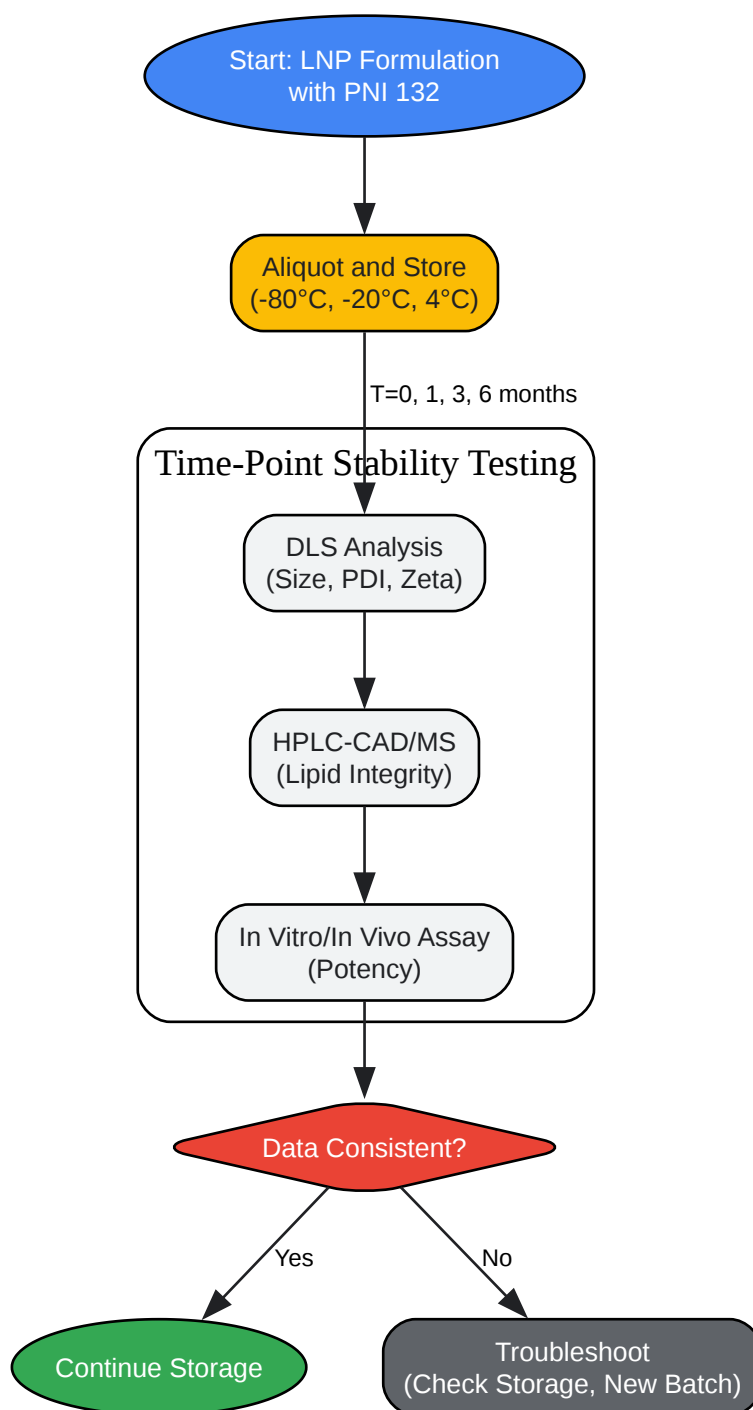 Start: LNP Formulation
with PNI 132
Aliquot and Store
(-80°C, -20°C, 4°C)
T=0, 1, 3, 6 months
Time-Point Stability Testing
DLS Analysis
(Size, PDI, Zeta)
HPLC-CAD/MS
(Lipid Integrity)
In Vitro/In Vivo Assay
(Potency)
Data Consistent?
Yes
No
Continue Storage
Troubleshoot
(Check Storage, New Batch)